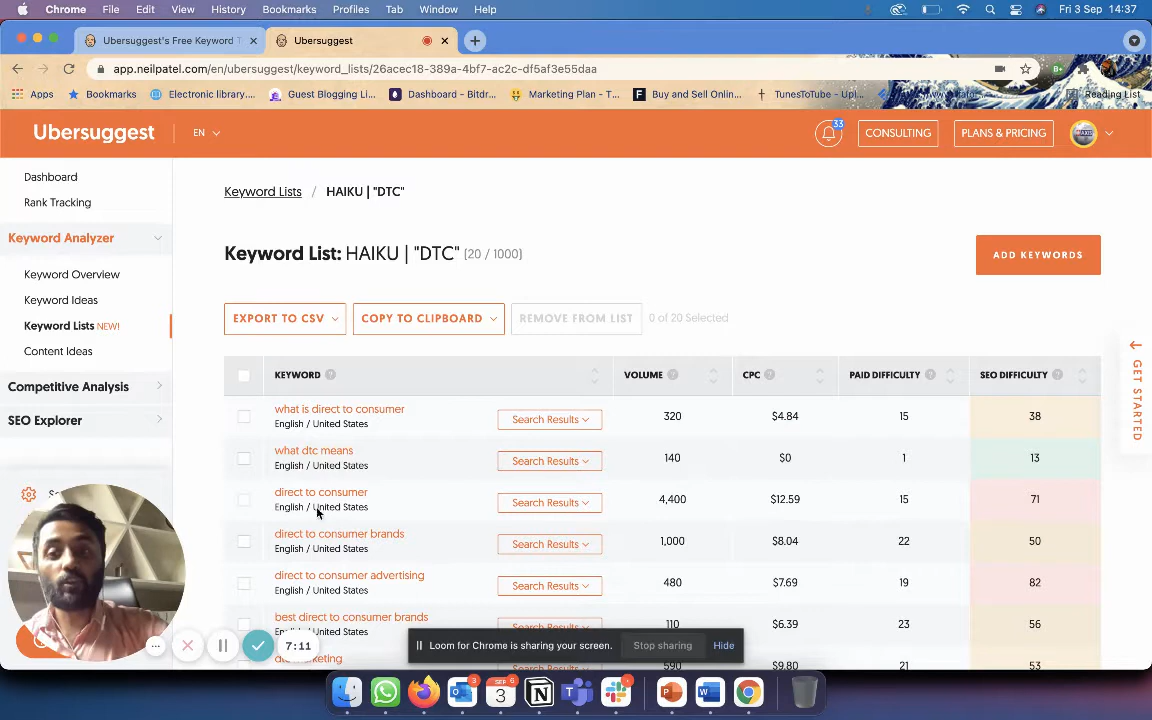 Chrome File Edit View History Bookmarks Profiles Tab Window Help Fri 3 Sep 14:37
Ubersuggest's Free Keyword T
Ubersuggest
app.neilpatel.com/en/ubersuggest/keyword_lists/26acec18-389a-4bf7-ac2c-df5af3e55daa
Apps Bookmarks Electronic library.... Guest Blogging Li... Dashboard - Bitdr... Marketing Plan - T... Buy and Sell Onlin... TunesToTube - Upl... Reading List
Ubersuggest EN 33 CONSULTING PLANS & PRICING
Dashboard
Rank Tracking
Keyword Analyzer
Keyword Overview
Keyword Ideas
Keyword Lists NEW!
Content Ideas
Competitive Analysis
SEO Explorer
Keyword Lists / HAIKU | "DTC"
Keyword List: HAIKU | "DTC" (20 / 1000)
ADD KEYWORDS
EXPORT TO CSV COPY TO CLIPBOARD REMOVE FROM LIST 0 of 20 Selected
KEYWORD ? VOLUME ? CPC ? PAID DIFFICULTY ? SEO DIFFICULTY ?
what is direct to consumer Search Results 320 $4.84 15 38
English / United States
what dtc means Search Results 140 $0 1 13
English / United States
direct to consumer Search Results 4,400 $12.59 15 71
English / United States
direct to consumer brands Search Results 1,000 $8.04 22 50
English / United States
direct to consumer advertising Search Results 480 $7.69 19 82
English / United States
best direct to consumer brands 110 $6.39 23 56
English / United States
marketing 590 $9.80 21 53
GET STARTED
7:11
Loom for Chrome is sharing your screen. Stop sharing Hide
3
SEP 6
3